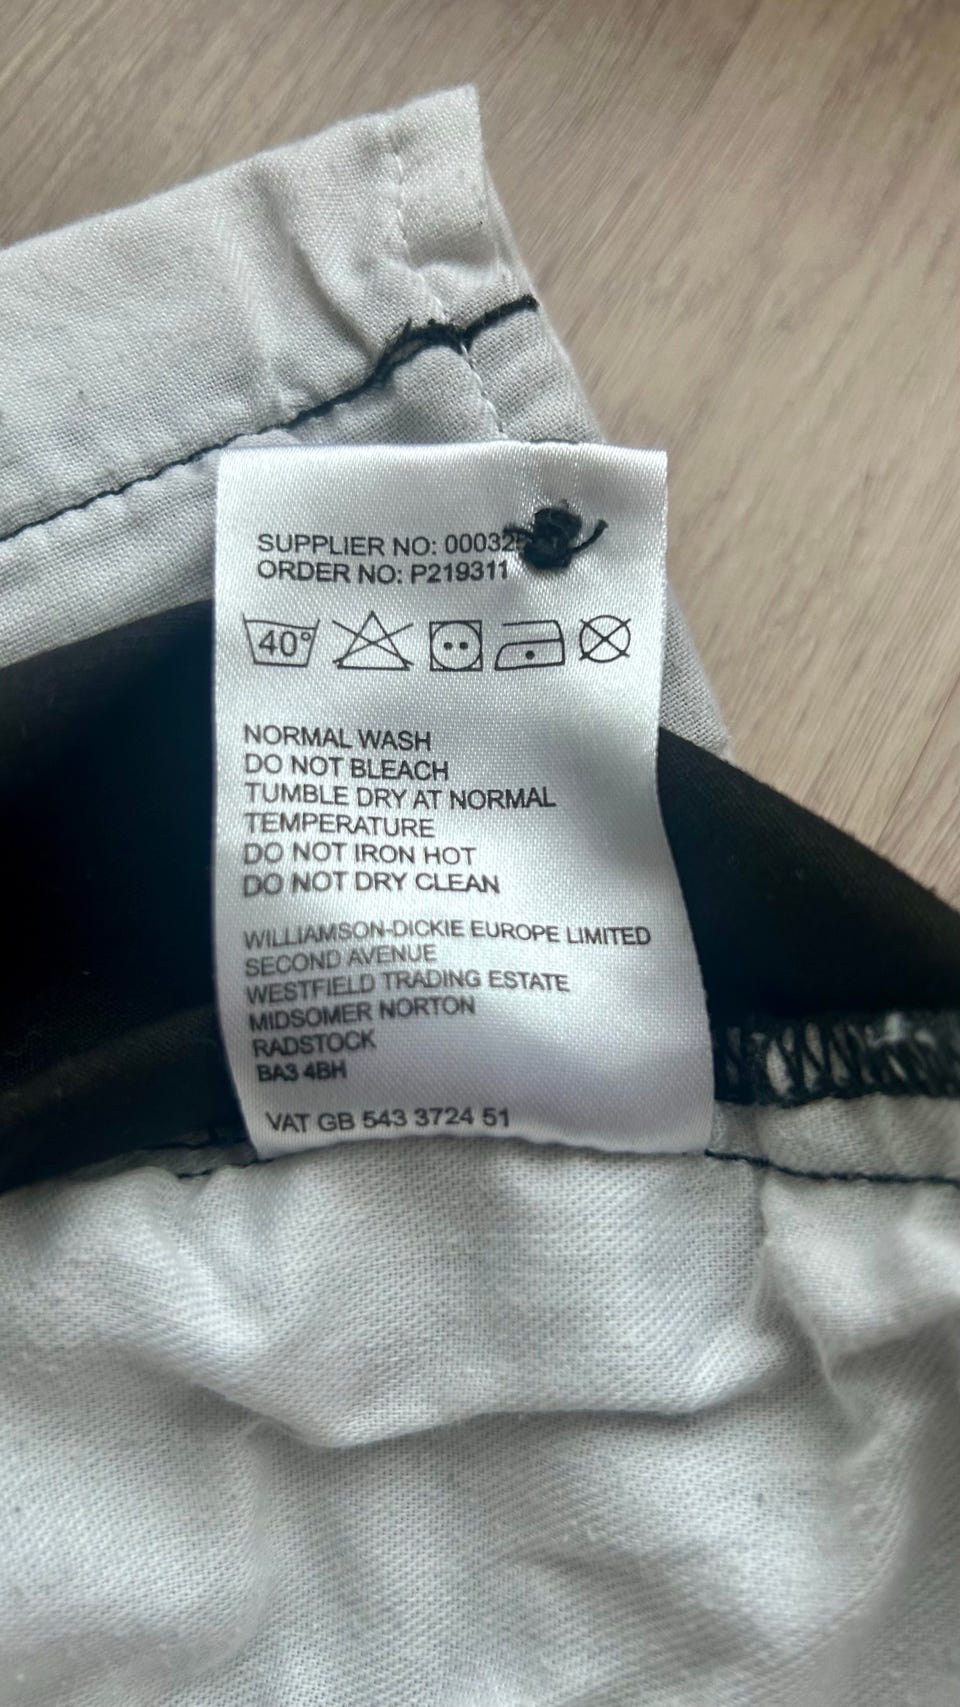 SUPPLIER NO:
ORDER NO: P219311
40°
NORMAL WASH
DO NOT BLEACH
TUMBLE DRY AT NORMAL
TEMPERATURE
DO NOT IRON HOT
DO NOT DRY CLEAN
WILLIAMSON-DICKIE EUROPE LIMITED
SECOND AVENUE
WESTFIELD TRADING ESTATE
MIDSOMER NORTON
RADSTOCK
BA3 4BH
VAT GB 543 3724 51